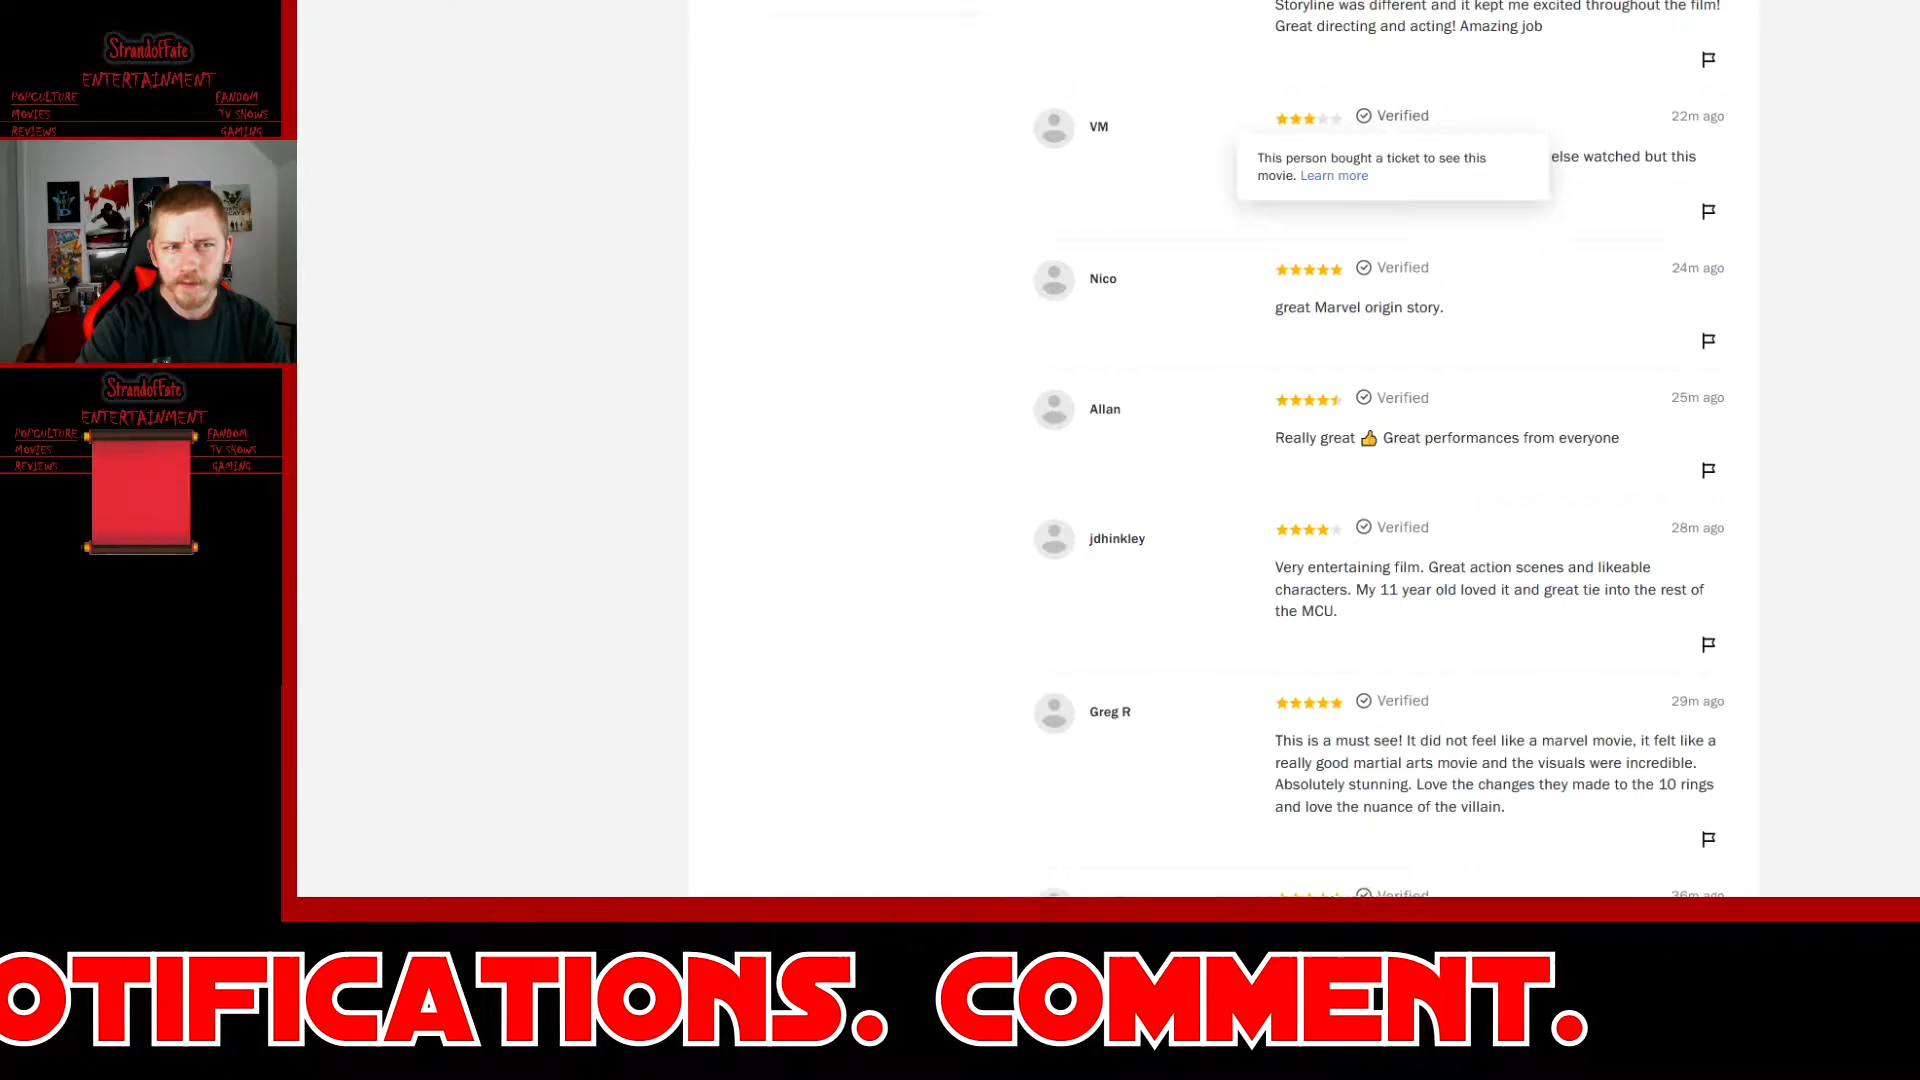 StrandofFate
ENTERTAINMENT
POPCULTURE FANDOM
MOVIES TV SHOWS
REVIEWS GAMING
StrandofFate
ENTERTAINMENT
POPCULTURE FANDOM
MOVIES TV SHOWS
REVIEWS GAMING
Storyline was different and it kept me excited throughout the film!
Great directing and acting! Amazing job
VM Verified 22m ago
This person bought a ticket to see this
movie. Learn more
else watched but this
Nico Verified 24m ago
great Marvel origin story.
Allan Verified 25m ago
Really great 👍 Great performances from everyone
jdhinkley Verified 28m ago
Very entertaining film. Great action scenes and likeable
characters. My 11 year old loved it and great tie into the rest of
the MCU.
Greg R Verified 29m ago
This is a must see! It did not feel like a marvel movie, it felt like a
really good martial arts movie and the visuals were incredible.
Absolutely stunning. Love the changes they made to the 10 rings
and love the nuance of the villain.
Verified 36m ago
OTIFICATIONS. COMMENT.